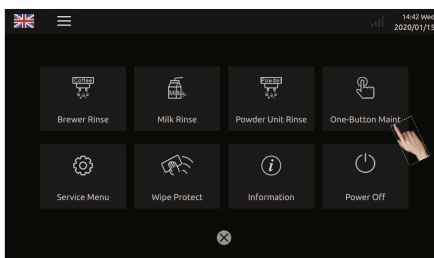 14:42 Wed
2020/01/15
Coffee
Milk
Powder
Brewer Rinse
Milk Rinse
Powder Unit Rinse
One-Button Maint
i
Service Menu
Wipe Protect
Information
Power Off